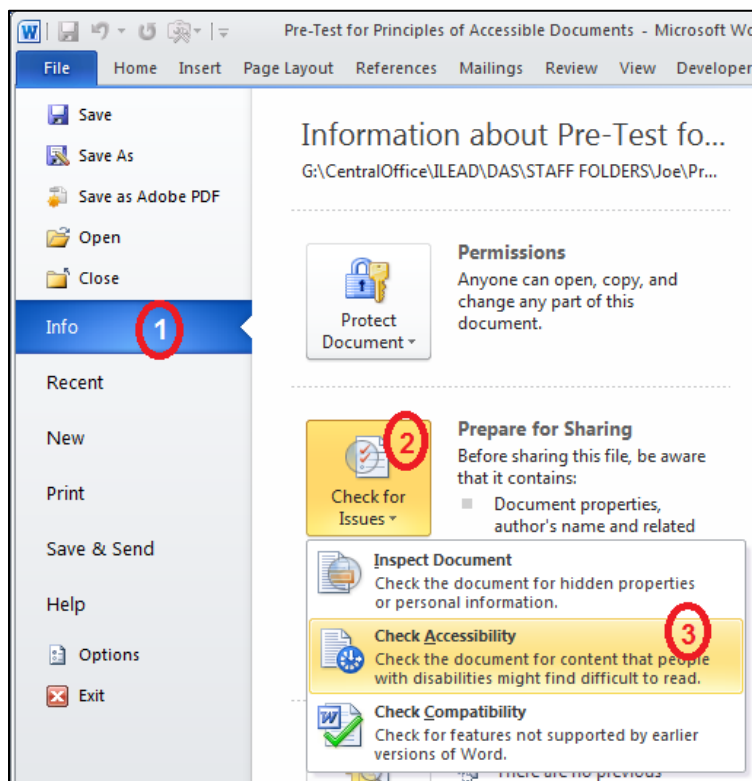 Pre-Test for Principles of Accessible Documents - Microsoft Wo
File Home Insert Page Layout References Mailings Review View Developer
Save
Save As
Save as Adobe PDF
Open
Close
Info 1
Recent
New
Print
Save & Send
Help
Options
Exit
Information about Pre-Test fo...
G:\CentralOffice\ILEAD\DAS\STAFF FOLDERS\Joe\Pr...
Protect
Document
Permissions
Anyone can open, copy, and
change any part of this
document.
2
Check for
Issues
Prepare for Sharing
Before sharing this file, be aware
that it contains:
Document properties,
author's name and related
Inspect Document
Check the document for hidden properties
or personal information.
Check Accessibility 3
Check the document for content that people
with disabilities might find difficult to read.
Check Compatibility
Check for features not supported by earlier
versions of Word.
There are no previous